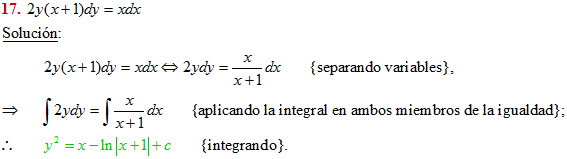 17. 2y(x+1)dy = xdx
Solución:
2y(x+1)dy = xdx ⇔ 2ydy = x/(x+1) dx {separando variables},
⇒ ∫2ydy = ∫ x/(x+1) dx {aplicando la integral en ambos miembros de la igualdad};
∴ y² = x − ln|x+1| + c {integrando}.